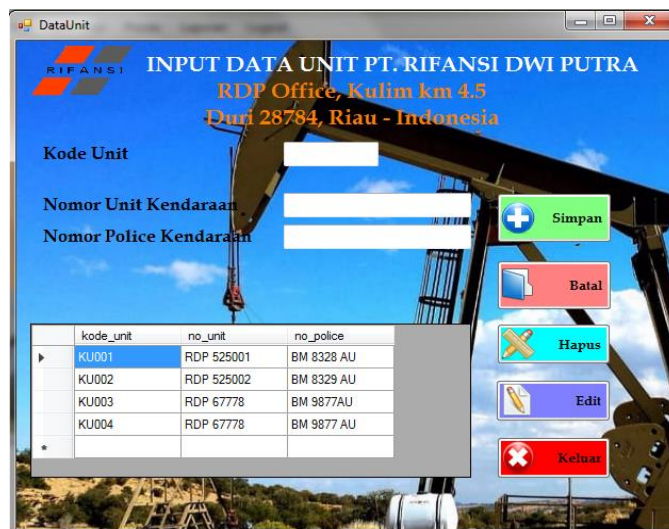 DataUnit
RIFANSI
INPUT DATA UNIT PT. RIFANSI DWI PUTRA
RDP Office, Kulim km 4.5
Duri 28784, Riau - Indonesia
Kode Unit
Nomor Unit Kendaraan
Nomor Police Kendaraan
Simpan
Batal
Hapus
Edit
Keluar
kode_unit no_unit no_police
KU001 RDP 525001 BM 8328 AU
KU002 RDP 525002 BM 8329 AU
KU003 RDP 67778 BM 9877AU
KU004 RDP 67778 BM 9877 AU